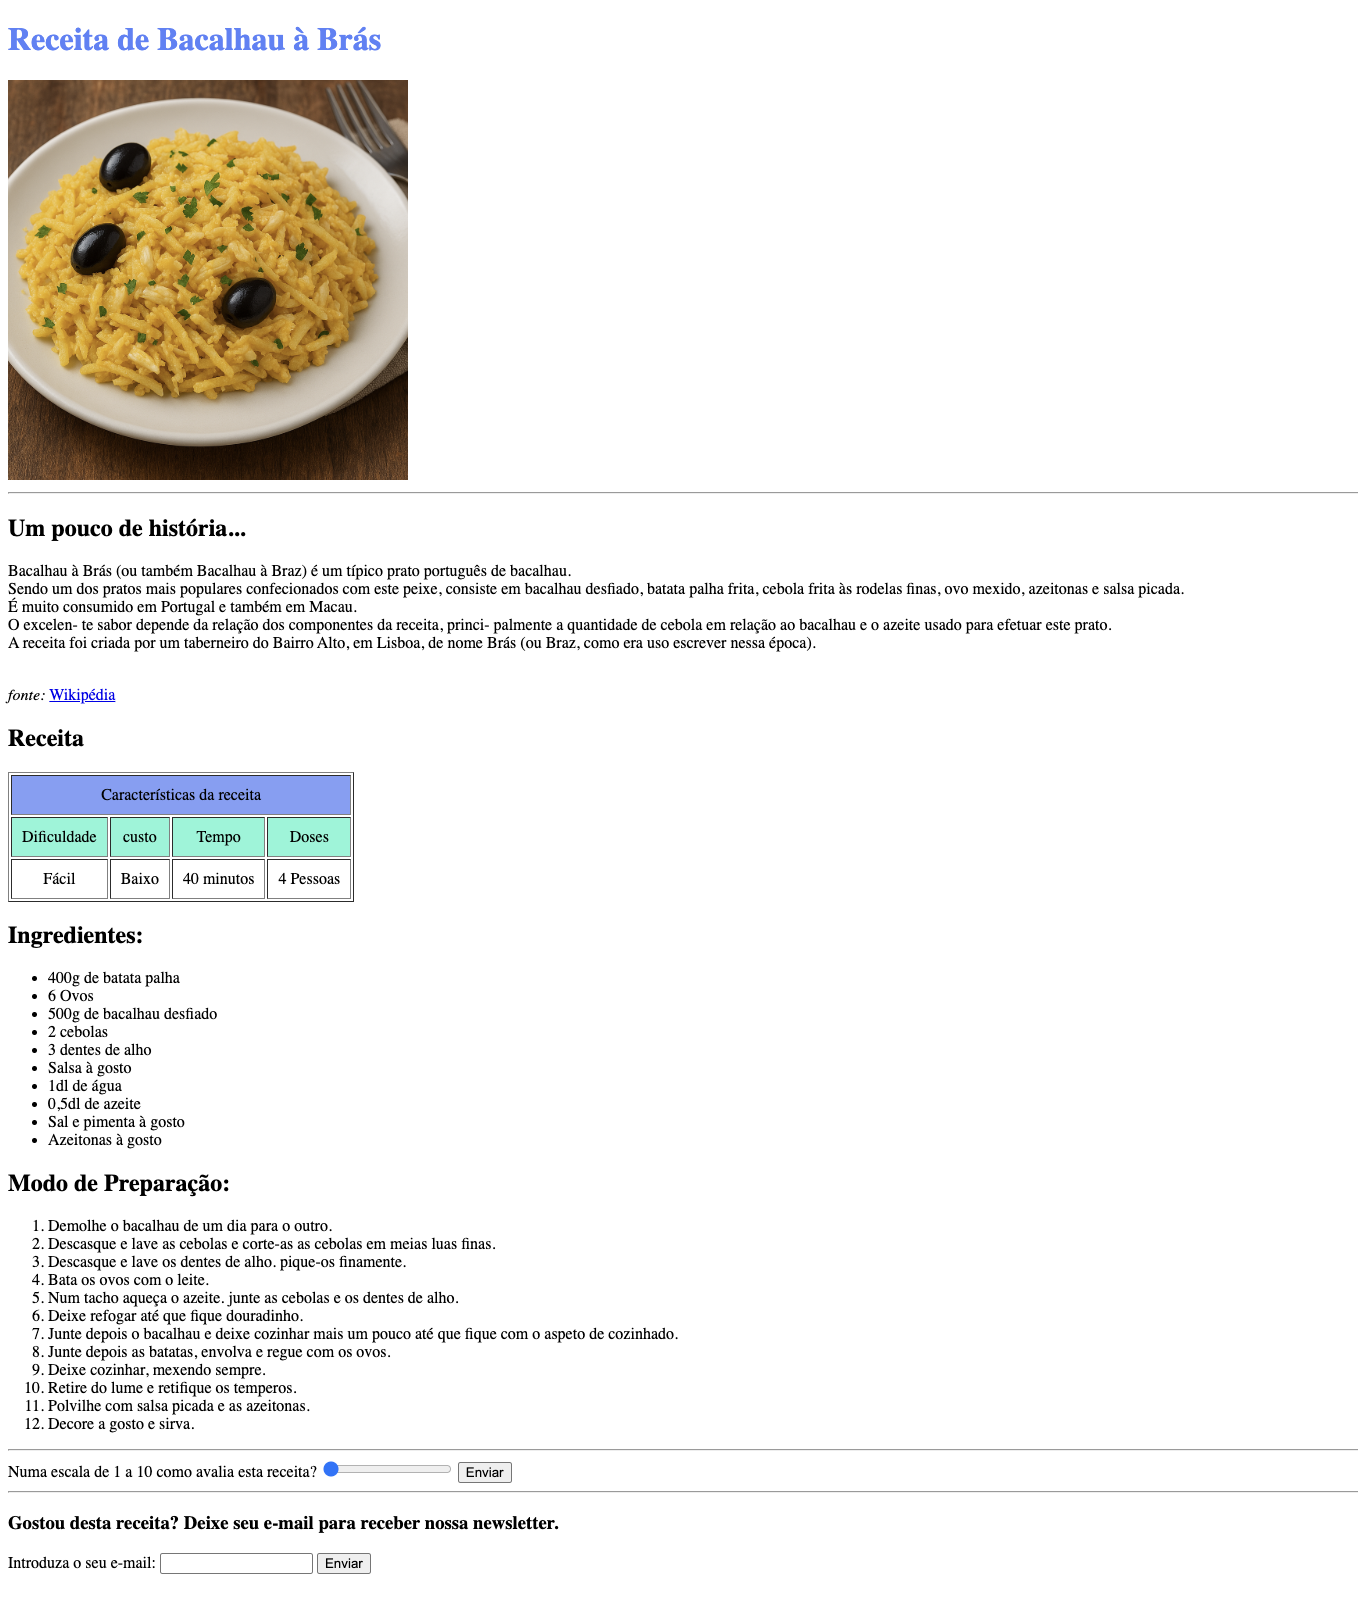 Receita de Bacalhau à Brás
Um pouco de história...
Bacalhau à Brás (ou também Bacalhau à Braz) é um típico prato português de bacalhau.
Sendo um dos pratos mais populares confecionados com este peixe, consiste em bacalhau desfiado, batata palha frita, cebola frita às rodelas finas, ovo mexido, azeitonas e salsa picada.
É muito consumido em Portugal e também em Macau.
O excelen- te sabor depende da relação dos componentes da receita, princi- palmente a quantidade de cebola em relação ao bacalhau e o azeite usado para efetuar este prato.
A receita foi criada por um taberneiro do Bairro Alto, em Lisboa, de nome Brás (ou Braz, como era uso escrever nessa época).
fonte: Wikipédia
Receita
Características da receita
Dificuldade custo Tempo Doses
Fácil Baixo 40 minutos 4 Pessoas
Ingredientes:
• 400g de batata palha
• 6 Ovos
• 500g de bacalhau desfiado
• 2 cebolas
• 3 dentes de alho
• Salsa à gosto
• 1dl de água
• 0,5dl de azeite
• Sal e pimenta à gosto
• Azeitonas à gosto
Modo de Preparação:
1. Demolhe o bacalhau de um dia para o outro.
2. Descasque e lave as cebolas e corte-as as cebolas em meias luas finas.
3. Descasque e lave os dentes de alho. pique-os finamente.
4. Bata os ovos com o leite.
5. Num tacho aqueça o azeite. junte as cebolas e os dentes de alho.
6. Deixe refogar até que fique douradinho.
7. Junte depois o bacalhau e deixe cozinhar mais um pouco até que fique com o aspeto de cozinhado.
8. Junte depois as batatas, envolva e regue com os ovos.
9. Deixe cozinhar, mexendo sempre.
10. Retire do lume e retifique os temperos.
11. Polvilhe com salsa picada e as azeitonas.
12. Decore a gosto e sirva.
Numa escala de 1 a 10 como avalia esta receita? Enviar
Gostou desta receita? Deixe seu e-mail para receber nossa newsletter.
Introduza o seu e-mail: Enviar